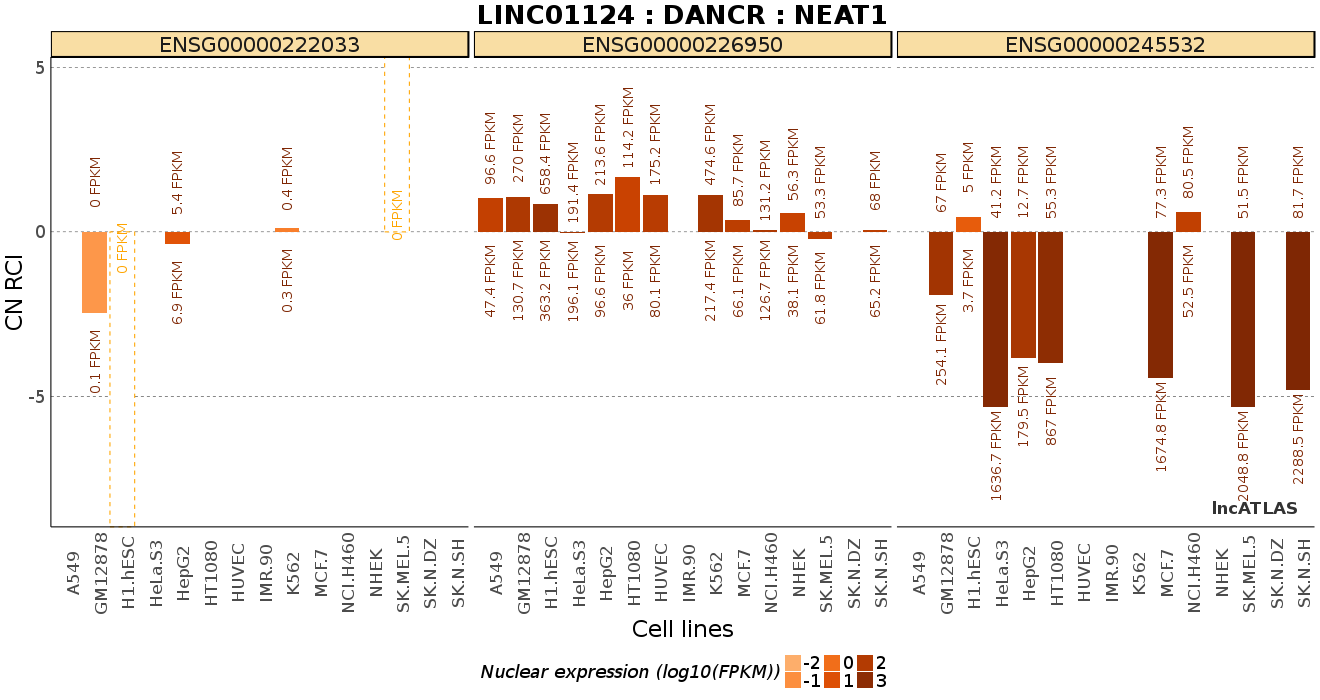 LINC01124 : DANCR : NEAT1
ENSG00000222033 ENSG00000226950 ENSG00000245532
CN RCI
5
0
-5
0 FPKM
0.1 FPKM
0 FPKM
5.4 FPKM
6.9 FPKM
0.4 FPKM
0.3 FPKM
0 FPKM
96.6 FPKM
47.4 FPKM
270 FPKM
130.7 FPKM
658.4 FPKM
363.2 FPKM
191.4 FPKM
196.1 FPKM
213.6 FPKM
96.6 FPKM
114.2 FPKM
36 FPKM
175.2 FPKM
80.1 FPKM
474.6 FPKM
217.4 FPKM
85.7 FPKM
66.1 FPKM
131.2 FPKM
126.7 FPKM
56.3 FPKM
38.1 FPKM
53.3 FPKM
61.8 FPKM
68 FPKM
65.2 FPKM
67 FPKM
254.1 FPKM
5 FPKM
3.7 FPKM
41.2 FPKM
1636.7 FPKM
12.7 FPKM
179.5 FPKM
55.3 FPKM
867 FPKM
77.3 FPKM
1674.8 FPKM
80.5 FPKM
52.5 FPKM
51.5 FPKM
2048.8 FPKM
81.7 FPKM
2288.5 FPKM
lncATLAS
A549
GM12878
H1.hESC
HeLa.S3
HepG2
HT1080
HUVEC
IMR.90
K562
MCF.7
NCI.H460
NHEK
SK.MEL.5
SK.N.DZ
SK.N.SH
A549
GM12878
H1.hESC
HeLa.S3
HepG2
HT1080
HUVEC
IMR.90
K562
MCF.7
NCI.H460
NHEK
SK.MEL.5
SK.N.DZ
SK.N.SH
A549
GM12878
H1.hESC
HeLa.S3
HepG2
HT1080
HUVEC
IMR.90
K562
MCF.7
NCI.H460
NHEK
SK.MEL.5
SK.N.DZ
SK.N.SH
Cell lines
Nuclear expression (log10(FPKM))
-2 0 2
-1 1 3